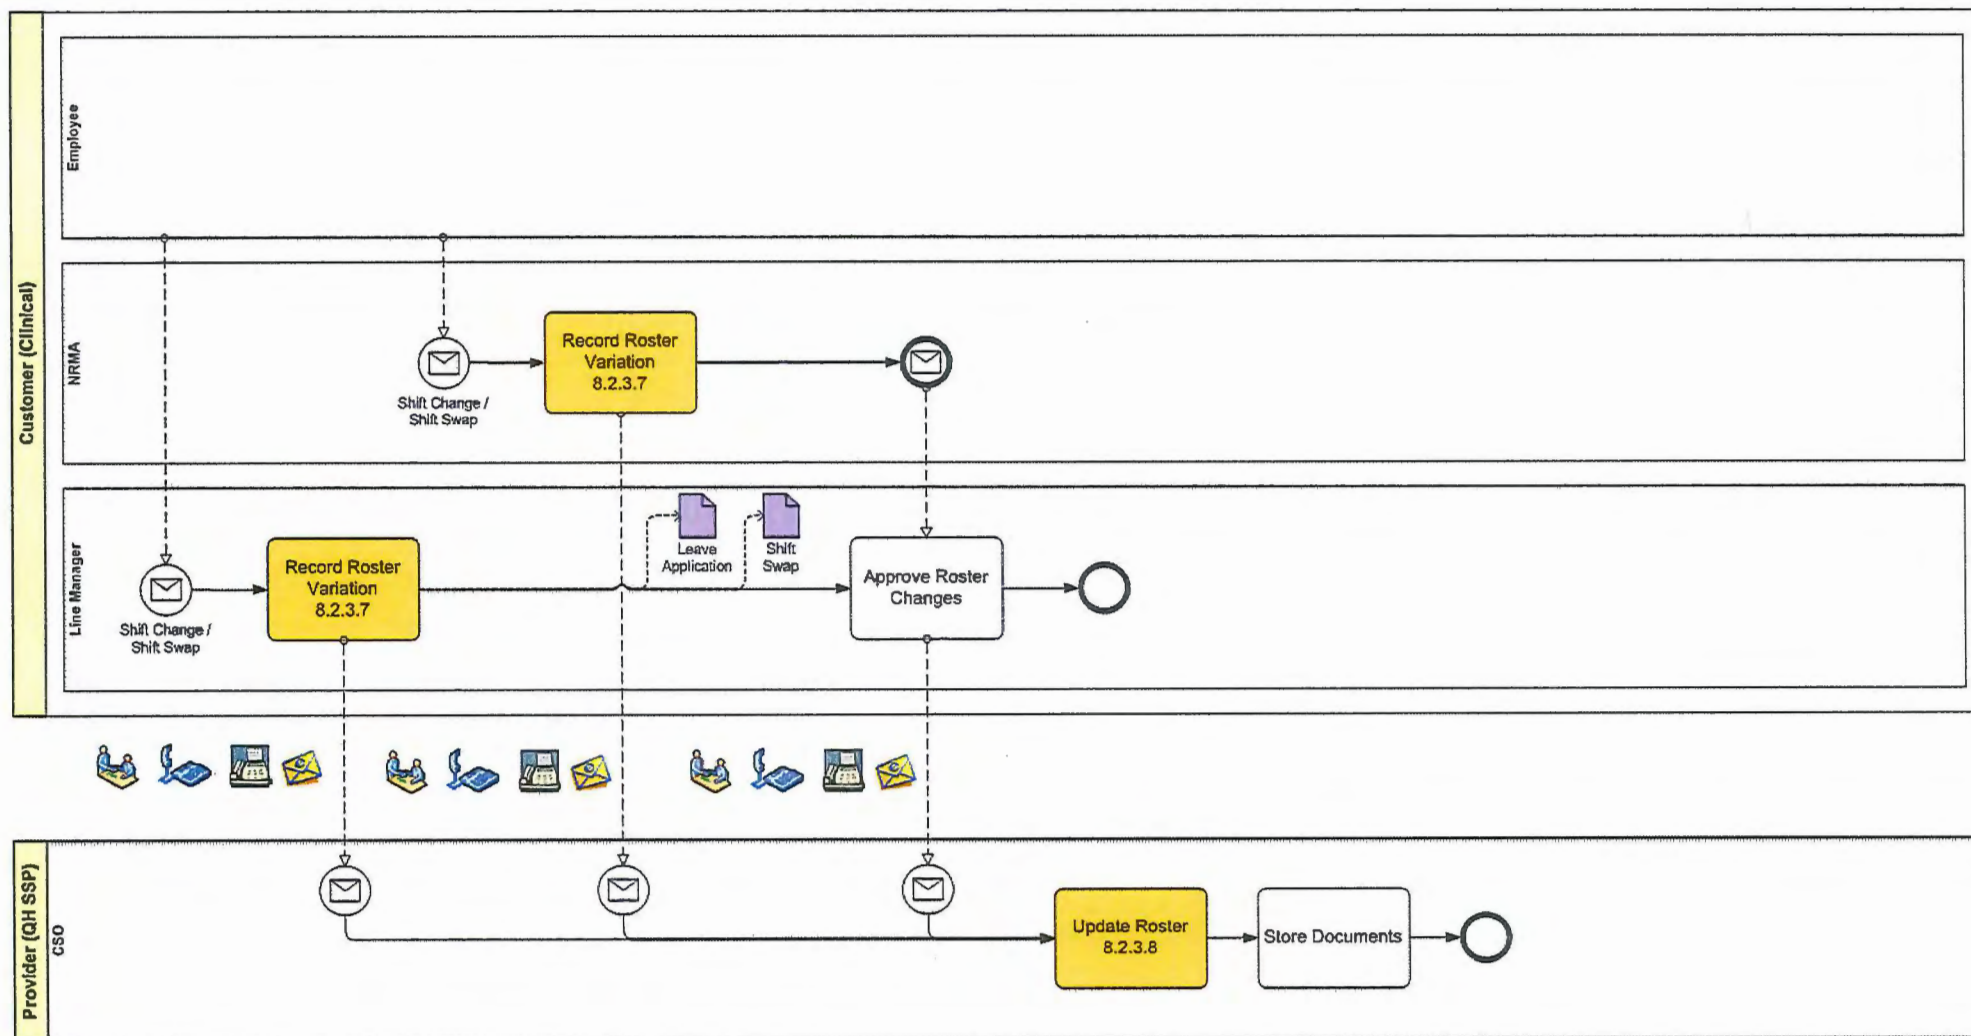 Customer (Clinical)
Employee
NRMA
Shift Change /
Shift Swap
Record Roster
Variation
8.2.3.7
Line Manager
Shift Change /
Shift Swap
Record Roster
Variation
8.2.3.7
Leave
Application
Shift
Swap
Approve Roster
Changes
Provider (QH SSP)
CSO
Update Roster
8.2.3.8
Store Documents